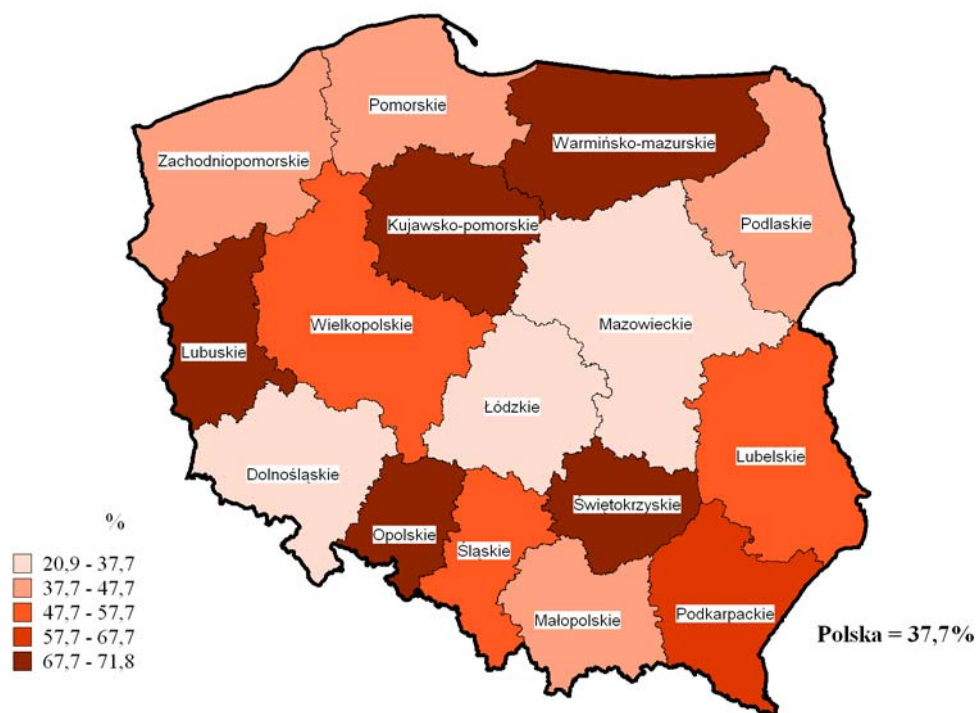 Pomorskie
Warmińsko-mazurskie
Zachodniopomorskie
Kujawsko-pomorskie
Podlaskie
Wielkopolskie
Mazowieckie
Lubuskie
Łódzkie
Lubelskie
Dolnośląskie
Świętokrzyskie
Opolskie
Śląskie
Podkarpackie
Małopolskie
%
20,9 - 37,7
37,7 - 47,7
47,7 - 57,7
57,7 - 67,7
67,7 - 71,8
Polska = 37,7%